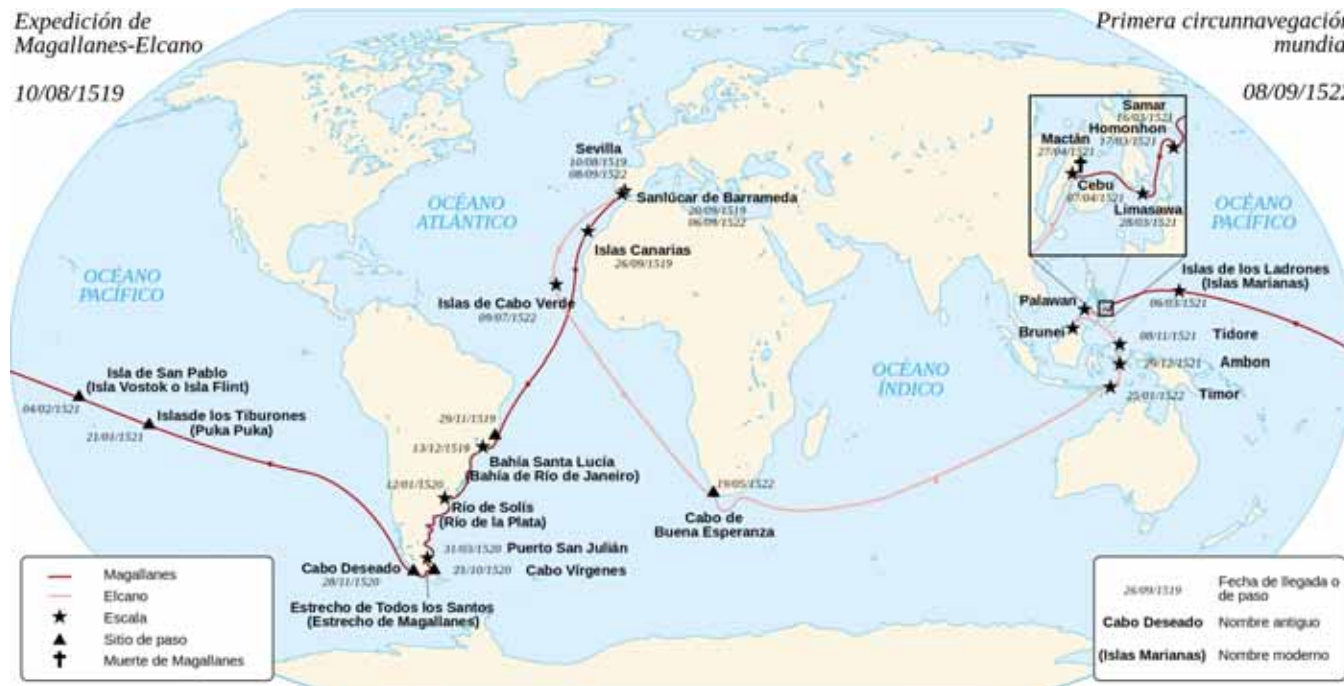 Expedición de
Magallanes-Elcano
10/08/1519
Primera circunnavegación
mundia
08/09/1522
Samar
16/03/1521
Homonhon
17/03/1521
Mactán
27/04/1521
Cebu
07/04/1521
Limasawa
28/03/1521
Sevilla
10/08/1519
08/09/1522
Sanlúcar de Barrameda
20/09/1519
06/09/1522
OCÉANO
ATLÁNTICO
OCÉANO
PACÍFICO
Islas Canarias
26/09/1519
OCÉANO
PACÍFICO
Islas de los Ladrones
(Islas Marianas)
06/03/1521
Islas de Cabo Verde
09/07/1522
Palawan
Brunei
08/11/1521 Tidore
29/12/1521 Ambon
25/01/1522 Timor
OCÉANO
ÍNDICO
Isla de San Pablo
(Isla Vostok o Isla Flint)
04/02/1521
Islasde los Tiburones
(Puka Puka)
21/01/1521
29/11/1519
13/12/1519
Bahía Santa Lucía
(Bahía de Río de Janeiro)
12/01/1520
Río de Solís
(Río de la Plata)
19/05/1522
Cabo de
Buena Esperanza
31/03/1520 Puerto San Julián
Cabo Deseado
28/11/1520
21/10/1520 Cabo Vírgenes
Estrecho de Todos los Santos
(Estrecho de Magallanes)
Magallanes
Elcano
Escala
Sitio de paso
Muerte de Magallanes
26/09/1519 Fecha de llegada o
de paso
Cabo Deseado Nombre antiguo
(Islas Marianas) Nombre moderno